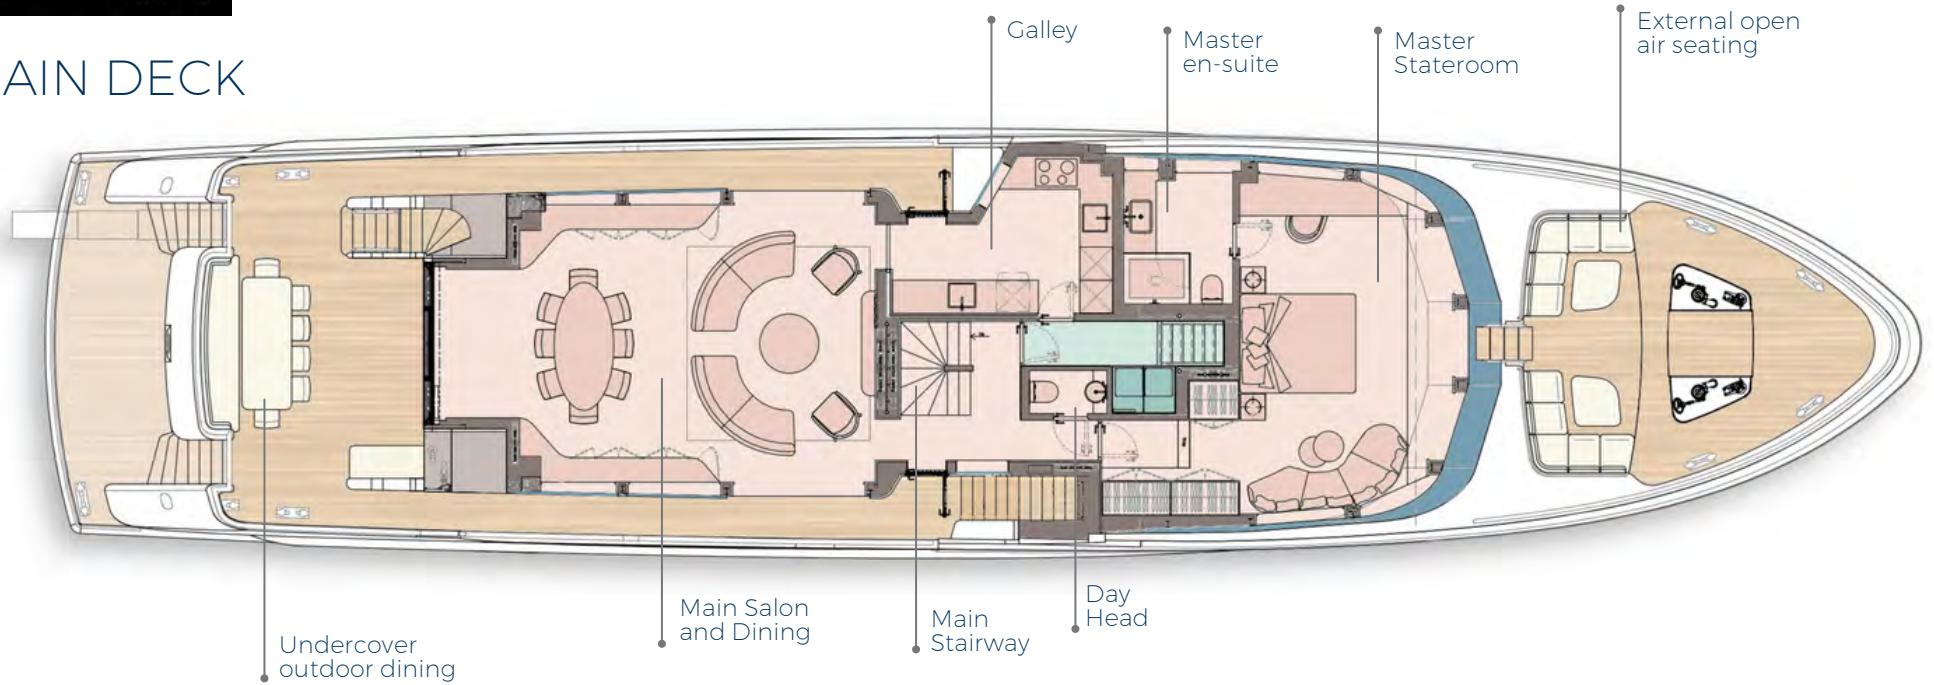 AIN DECK
Galley
Master
en-suite
Master
Stateroom
External open
air seating
Undercover
outdoor dining
Main Salon
and Dining
Main
Stairway
Day
Head